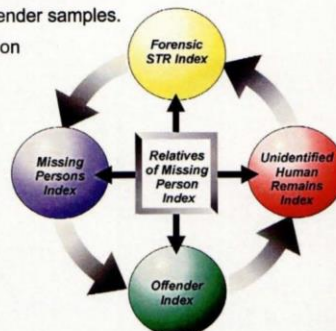 ender samples.
on
Forensic
STR Index
Missing
Persons
Index
Relatives
of Missing
Person
Index
Unidentified
Human
Remains
Index
Offender
Index